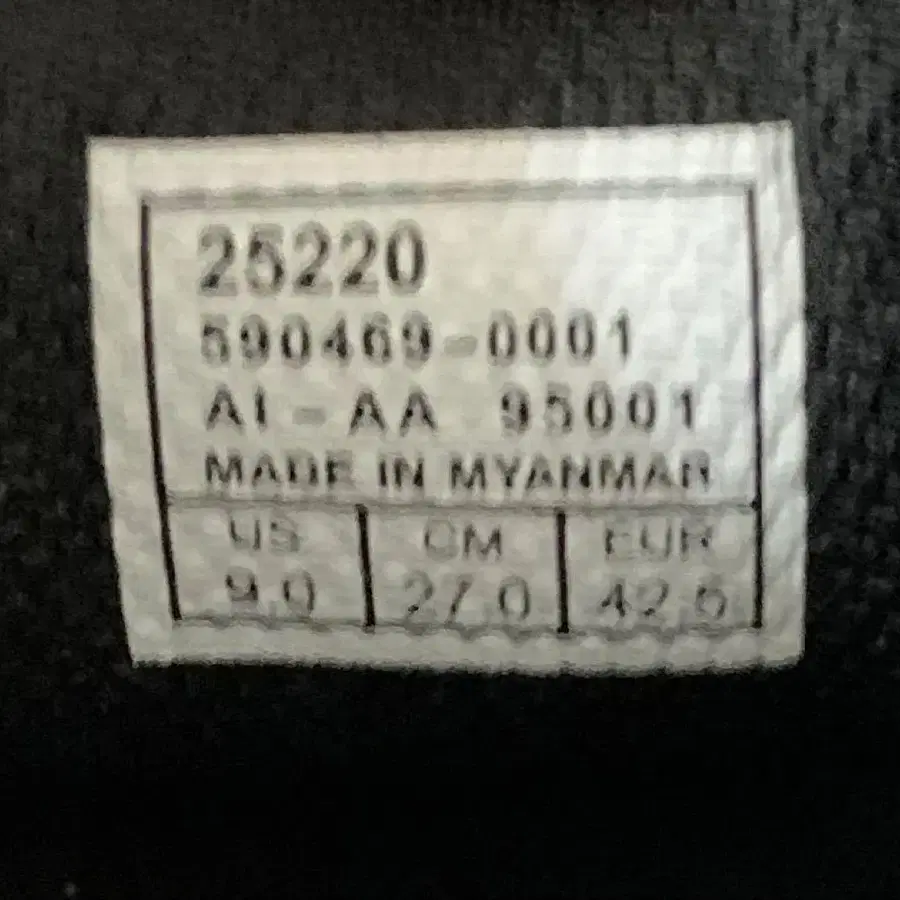 25220
590469-0001
AI-AA 95001
MADE IN MYANMAR
US CM EUR
9.0 27.0 42.5